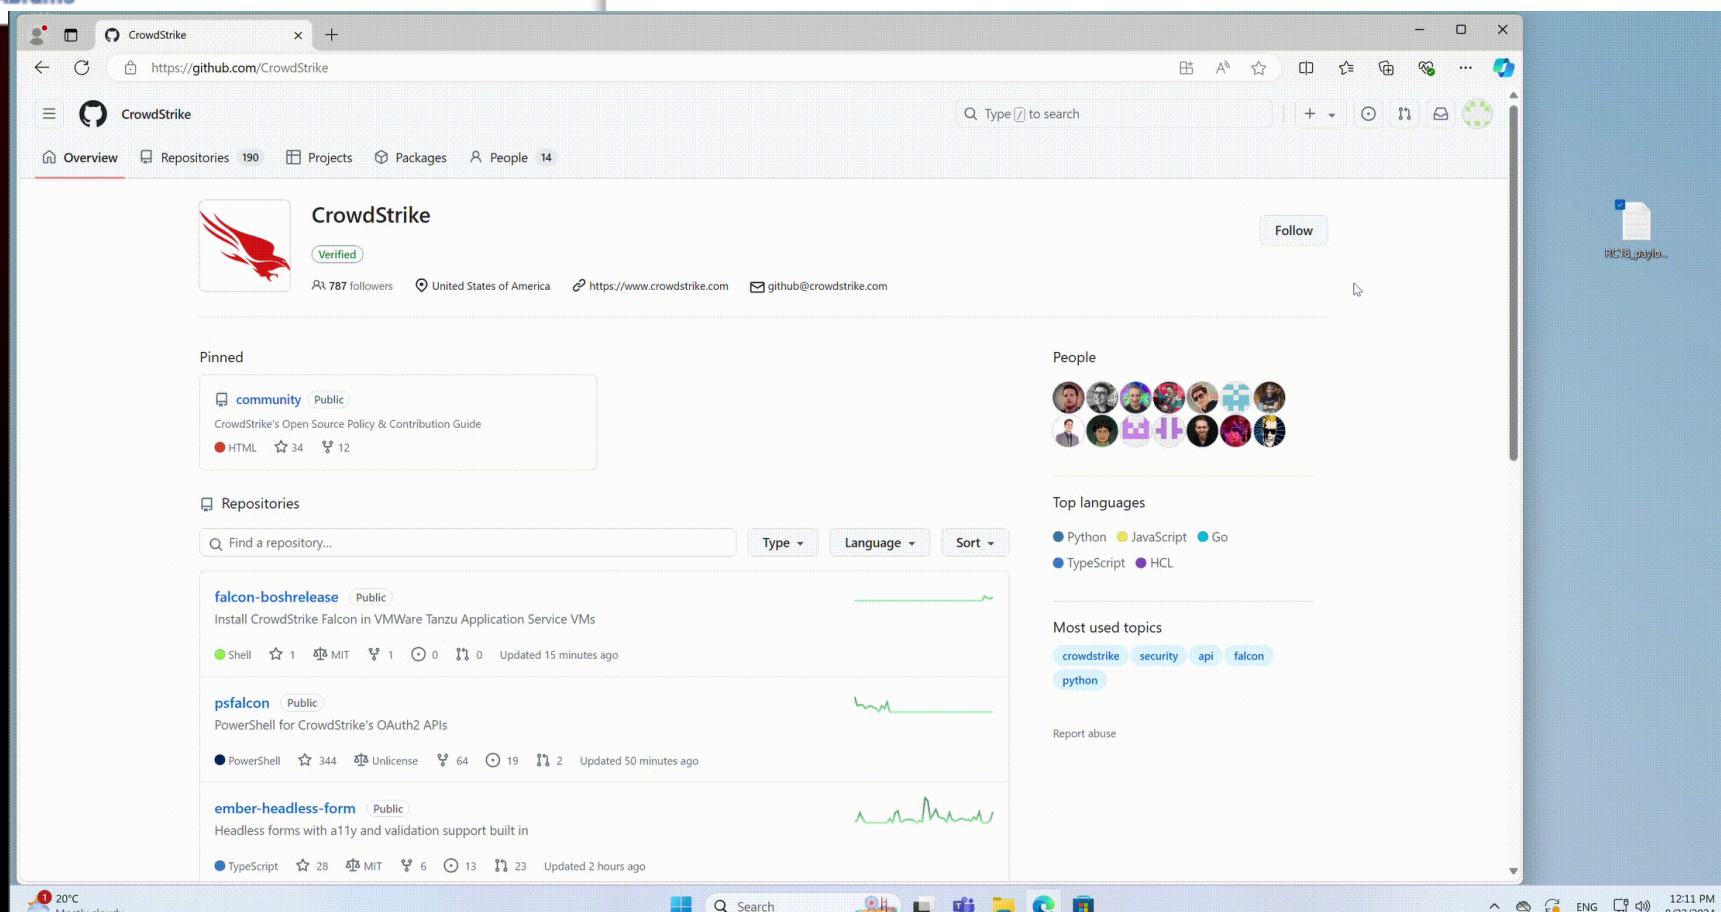 CrowdStrike
https://github.com/CrowdStrike
CrowdStrike
Type / to search
Overview
Repositories 190
Projects
Packages
People 14
CrowdStrike
Verified
Follow
787 followers
United States of America
https://www.crowdstrike.com
github@crowdstrike.com
RC18_paylo...
Pinned
community Public
CrowdStrike's Open Source Policy & Contribution Guide
HTML 34 12
People
Repositories
Find a repository...
Type
Language
Sort
Top languages
Python JavaScript Go
TypeScript HCL
falcon-boshrelease Public
Install CrowdStrike Falcon in VMWare Tanzu Application Service VMs
Shell 1 MIT 1 0 0 Updated 15 minutes ago
Most used topics
crowdstrike security api falcon
python
psfalcon Public
PowerShell for CrowdStrike's OAuth2 APIs
PowerShell 344 Unlicense 64 19 2 Updated 50 minutes ago
Report abuse
ember-headless-form Public
Headless forms with a11y and validation support built in
TypeScript 28 MIT 6 13 23 Updated 2 hours ago
1
20°C
Mostly cloudy
Search
ENG
12:11 PM